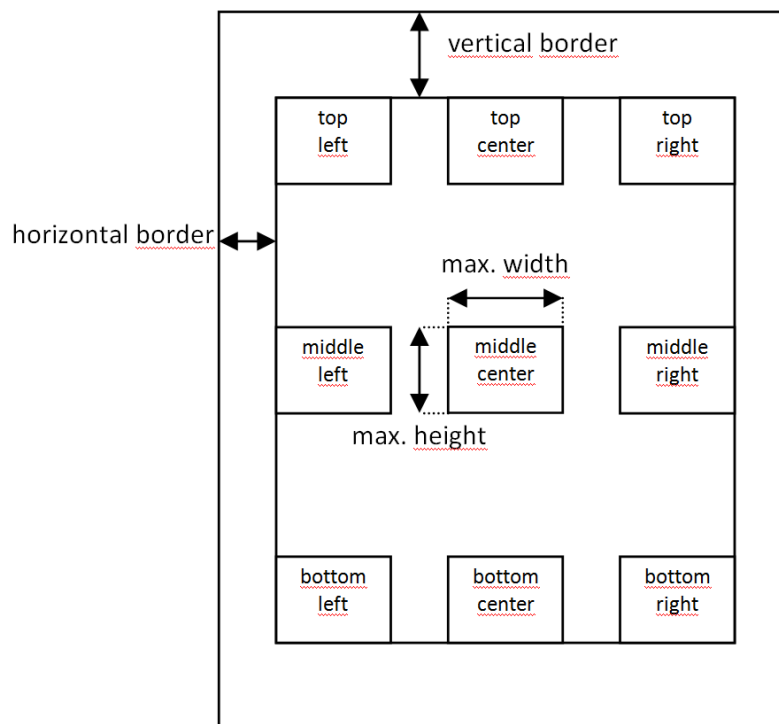 vertical border
top
left
top
center
top
right
horizontal border
max. width
middle
left
middle
center
middle
right
max. height
bottom
left
bottom
center
bottom
right